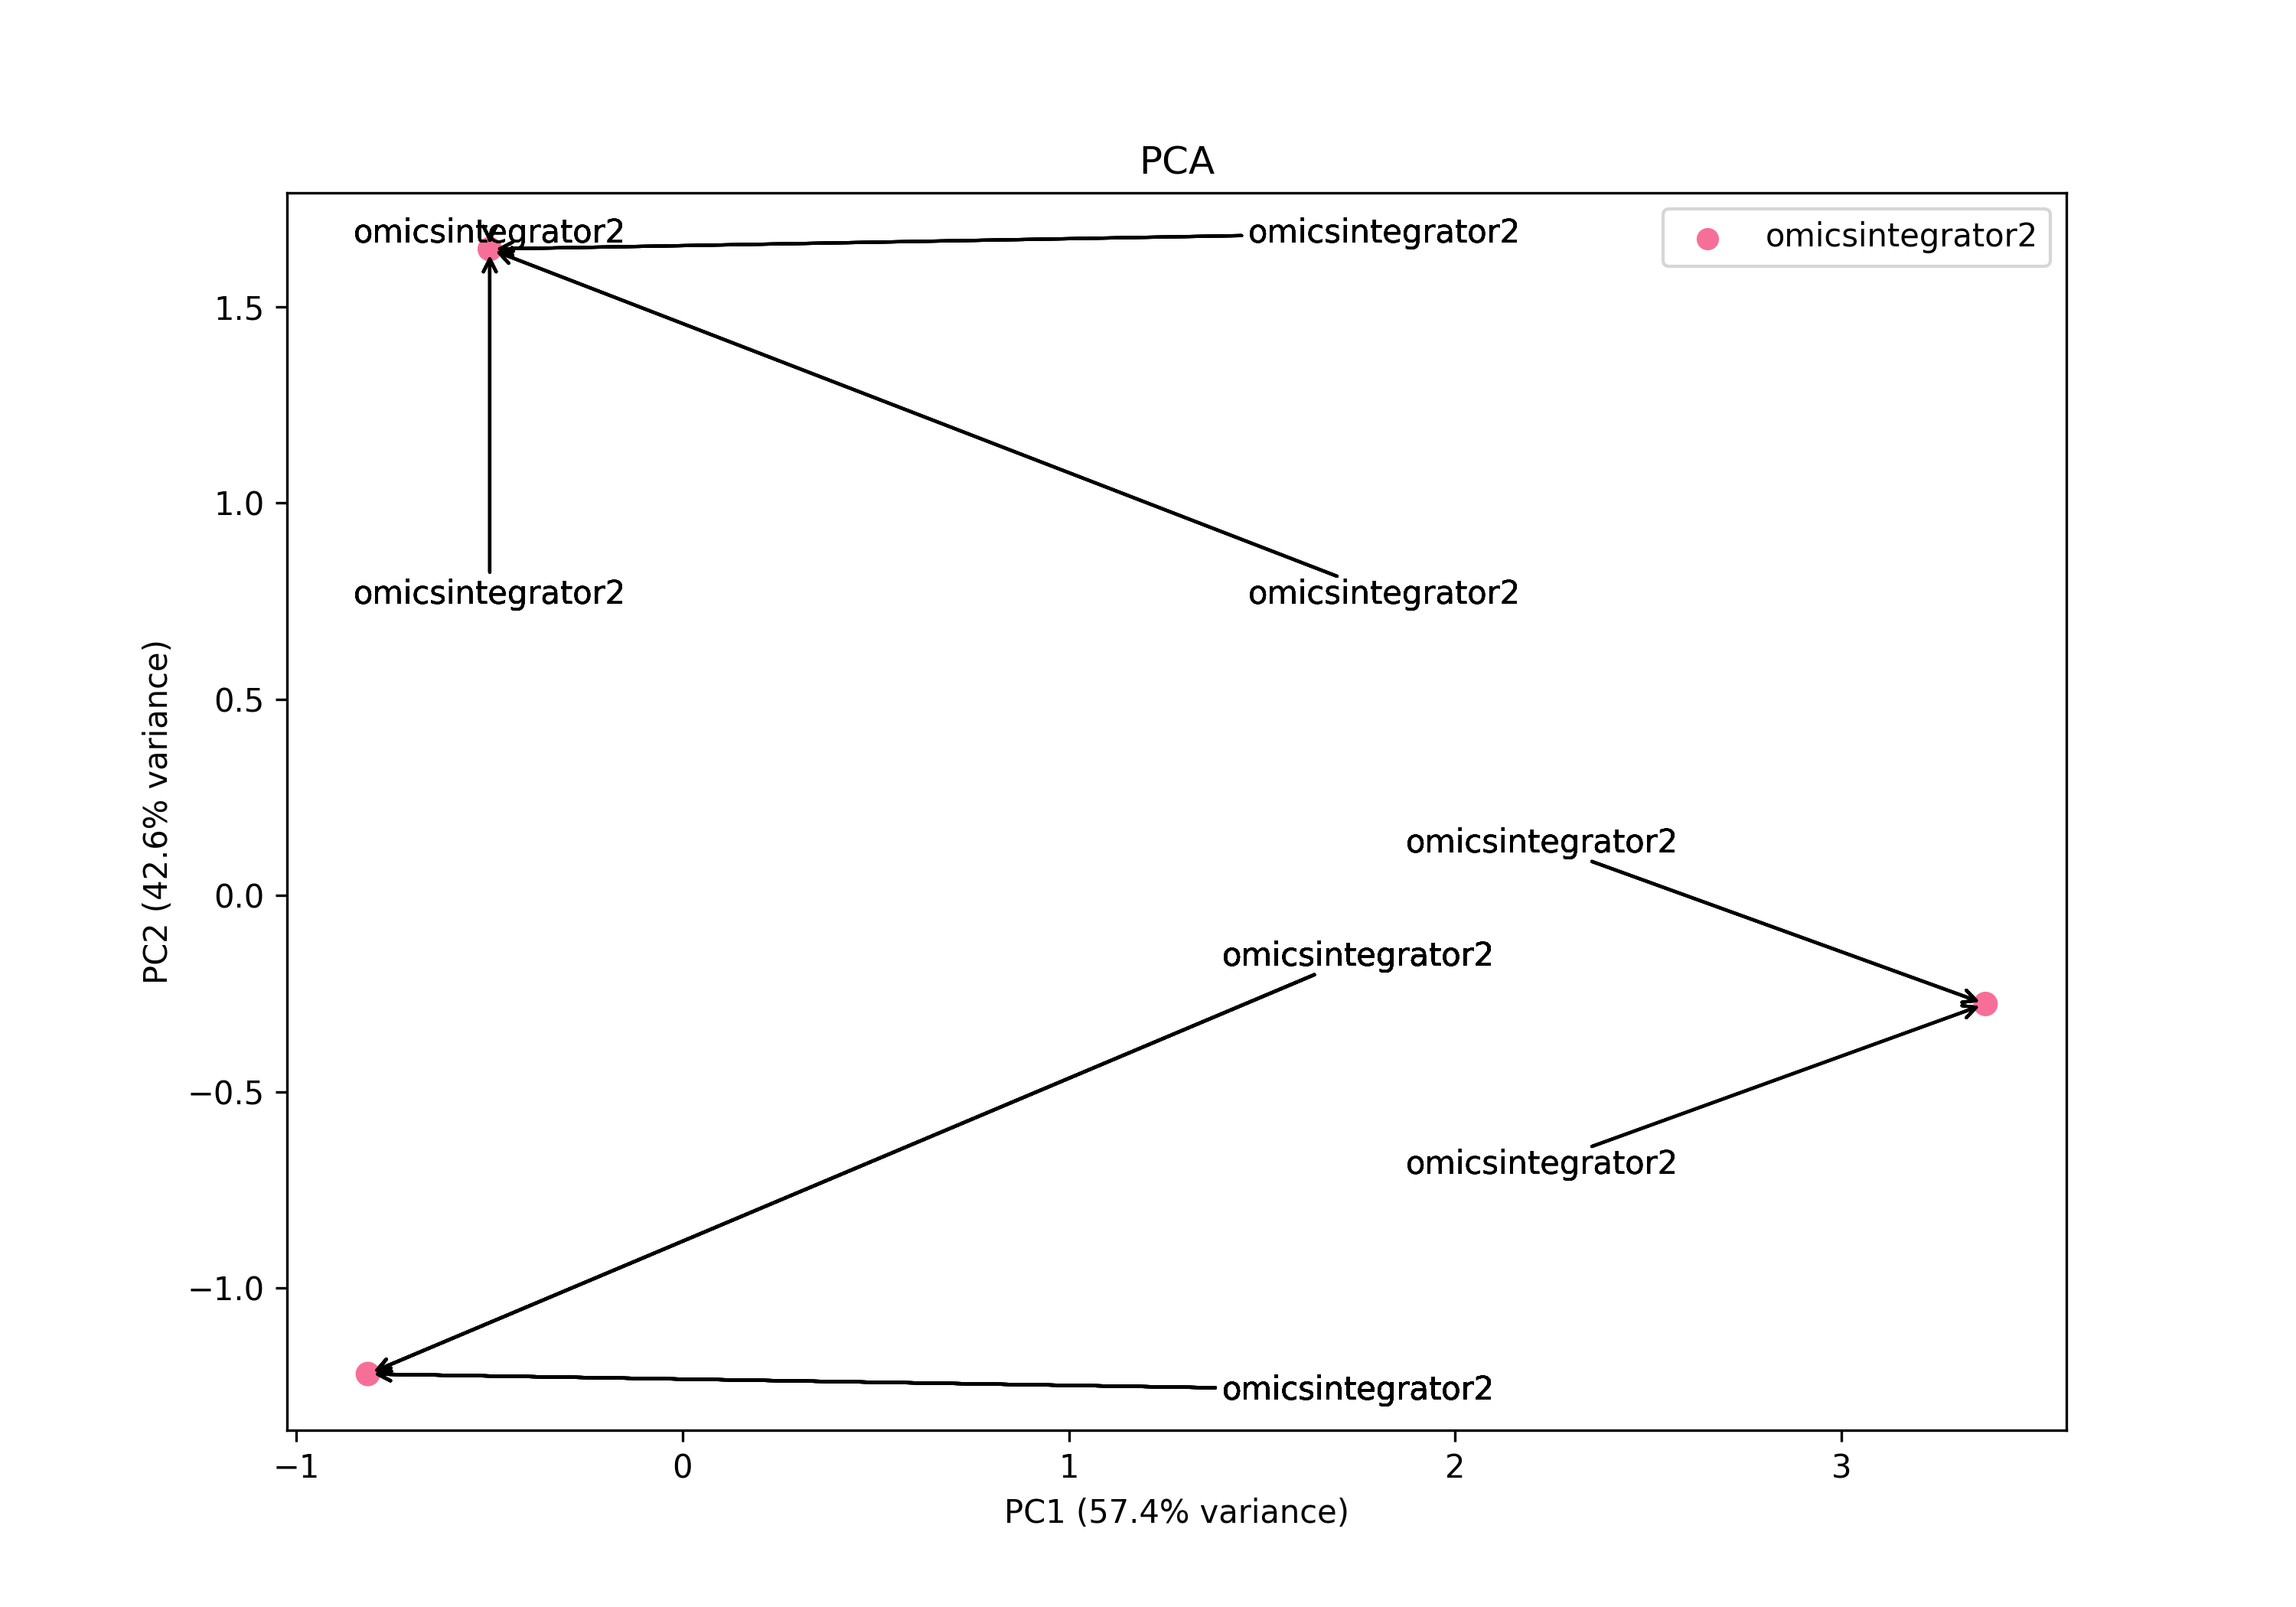 PCA
omicsintegrator2
omicsintegrator2
omicsintegrator2
1.5
1.0
omicsintegrator2
omicsintegrator2
0.5
PC2 (42.6% variance)
omicsintegrator2
0.0
omicsintegrator2
−0.5
omicsintegrator2
−1.0
omicsintegrator2
−1
0
1
2
3
PC1 (57.4% variance)